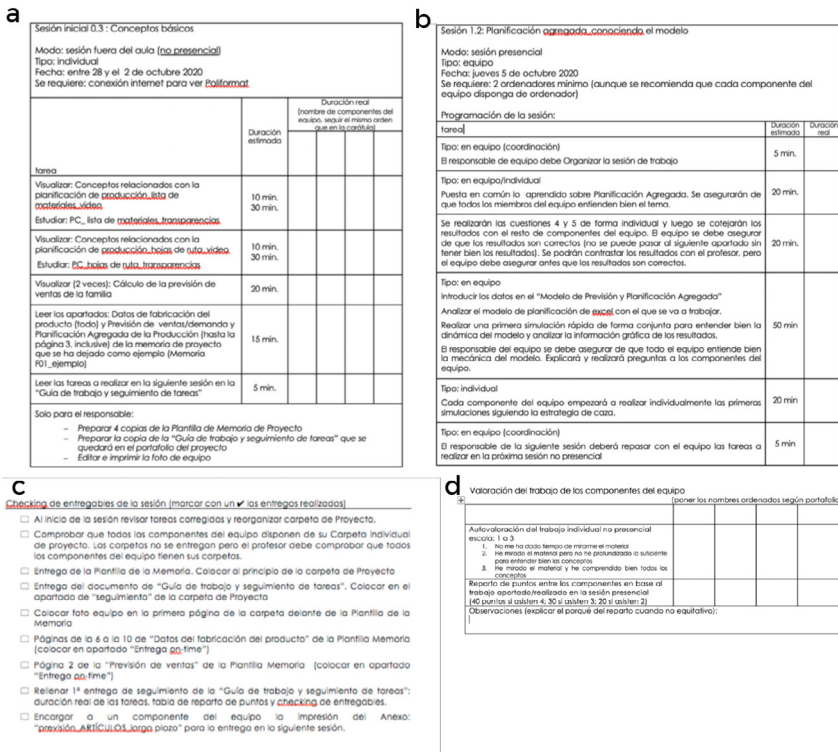 a
Sesión inicial 0.3 : Conceptos básicos
Modo: sesión fuera del aula (no presencial)
Tipo: individual
Fecha: entre 28 y el 2 de octubre 2020
Se requiere: conexión internet para ver Poliformat
Duración real
(nombre de componentes del
equipo, seguir el mismo orden
que en la carátula)
Duración
estimada
tarea
Visualizar: Conceptos relacionados con la
planificación de producción_lista de
materiales_video
Estudiar: PC_ lista de materiales_transparencias
10 min.
30 min.
Visualizar: Conceptos relacionados con la
planificación de producción_hojas de ruta_video
Estudiar: PC_hojas de ruta_transparencias
10 min.
30 min.
Visualizar (2 veces): Cálculo de la previsión de
ventas de la familia
20 min.
Leer los apartados: Datos de fabricación del
producto (todo) y Previsión de ventas/demanda y
Planificación Agregada de la Producción (hasta la
página 3, inclusive) de la memoria de proyecto
que se ha dejado como ejemplo (Memoria
F01_ejemplo)
15 min.
Leer las tareas a realizar en la siguiente sesión en la
"Guía de trabajo y seguimiento de tareas"
5 min.
Solo para el responsable:
– Preparar 4 copias de la Plantilla de Memoria de Proyecto
– Preparar la copia de la "Guía de trabajo y seguimiento de tareas" que se
quedará en el portafolio del proyecto
– Editar e imprimir la foto de equipo
b
Sesión 1.2: Planificación agregada_conociendo el modelo
Modo: sesión presencial
Tipo: equipo
Fecha: jueves 5 de octubre 2020
Se requiere: 2 ordenadores mínimo (aunque se recomienda que cada componente del
equipo disponga de ordenador)
Programación de la sesión:
tarea
Duración
estimada
Duración
real
Tipo: en equipo (coordinación)
El responsable de equipo debe Organizar la sesión de trabajo
5 min.
Tipo: en equipo/individual
Puesta en común lo aprendido sobre Planificación Agregada. Se asegurarán de
que todos los miembros del equipo entienden bien el tema.
20 min.
Se realizarán las cuestiones 4 y 5 de forma individual y luego se cotejarán los
resultados con el resto de componentes del equipo. El equipo se debe asegurar
de que los resultados son correctos (no se puede pasar al siguiente apartado sin
tener bien los resultados). Se podrán contrastar los resultados con el profesor, pero
el equipo debe asegurar antes que los resultados son correctos.
20 min.
Tipo: en equipo
Introducir los datos en el "Modelo de Previsión y Planificación Agregada"
Analizar el modelo de planificación de excel con el que se va a trabajar.
Realizar una primera simulación rápida de forma conjunta para entender bien la
dinámica del modelo y analizar la información gráfica de los resultados.
El responsable del equipo se debe asegurar de que todo el equipo entiende bien
la mecánica del modelo. Explicará y realizará preguntas a los componentes del
equipo.
50 min
Tipo: individual
Cada componente del equipo empezará a realizar individualmente las primeras
simulaciones siguiendo la estrategia de caza.
20 min
Tipo: en equipo (coordinación)
El responsable de la siguiente sesión deberá repasar con el equipo las tareas a
realizar en la próxima sesión no presencial
5 min
c
Checking de entregables de la sesión (marcar con un ✔ las entregas realizadas)
☐ Al inicio de la sesión revisar tareas corregidas y reorganizar carpeta de Proyecto.
☐ Comprobar que todas los componentes del equipo disponen de su Carpeta individual
de proyecto. Las carpetas no se entregan pero el profesor debe comprobar que todos
los componentes del equipo tienen sus carpetas.
☐ Entrega de la Plantilla de la Memoria. Colocar al principio de la carpeta de Proyecto
☐ Entrega del documento de "Guía de trabajo y seguimiento de tareas". Colocar en el
apartado de "seguimiento" de la carpeta de Proyecto
☐ Colocar foto equipo en la primera página de la carpeta delante de la Plantilla de la
Memoria
☐ Páginas de la 6 a la 10 de "Datos del fabricación del producto" de la Plantilla Memoria
(colocar en apartado "Entrega on-time")
☐ Página 2 de la "Previsión de ventas" de la Plantilla Memoria (colocar en apartado
"Entrega on-time")
☐ Rellenar 1ª entrega de seguimiento de la "Guía de trabajo y seguimiento de tareas":
duración real de las tareas, tabla de reparto de puntos y checking de entregables.
☐ Encargar a un componente del equipo la impresión del Anexo:
"previsión_ARTÍCULOS_largo plazo" para la entrega en la siguiente sesión.
d
Valoración del trabajo de los componentes del equipo
(poner los nombres ordenados según portafolio
Autovaloración del trabajo individual no presencial
escala: 1 a 3
1. No me ha dado tiempo de mirarme el material
2. He mirado el material pero no he profundizado lo suficiente
para entender bien los conceptos
3. He mirado el material y he comprendido bien todos los
conceptos
Reparto de puntos entre los componentes en base al
trabajo aportado/realizado en la sesión presencial
(40 puntos si asisten 4; 30 si asisten 3; 20 si asisten 2)
Observaciones (explicar el porqué del reparto cuando no equitativo):